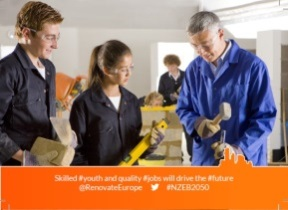 Skilled #youth and quality #jobs will drive the #future
@RenovateEurope #NZEB2050